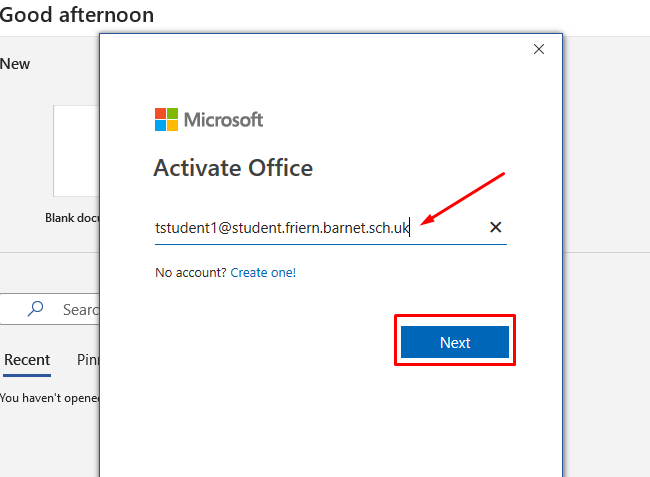 Good afternoon
New
Blank docu
Microsoft
Activate Office
tstudent1@student.friern.barnet.sch.uk
No account? Create one!
Next
Searc
Recent Pinn
You haven't opened